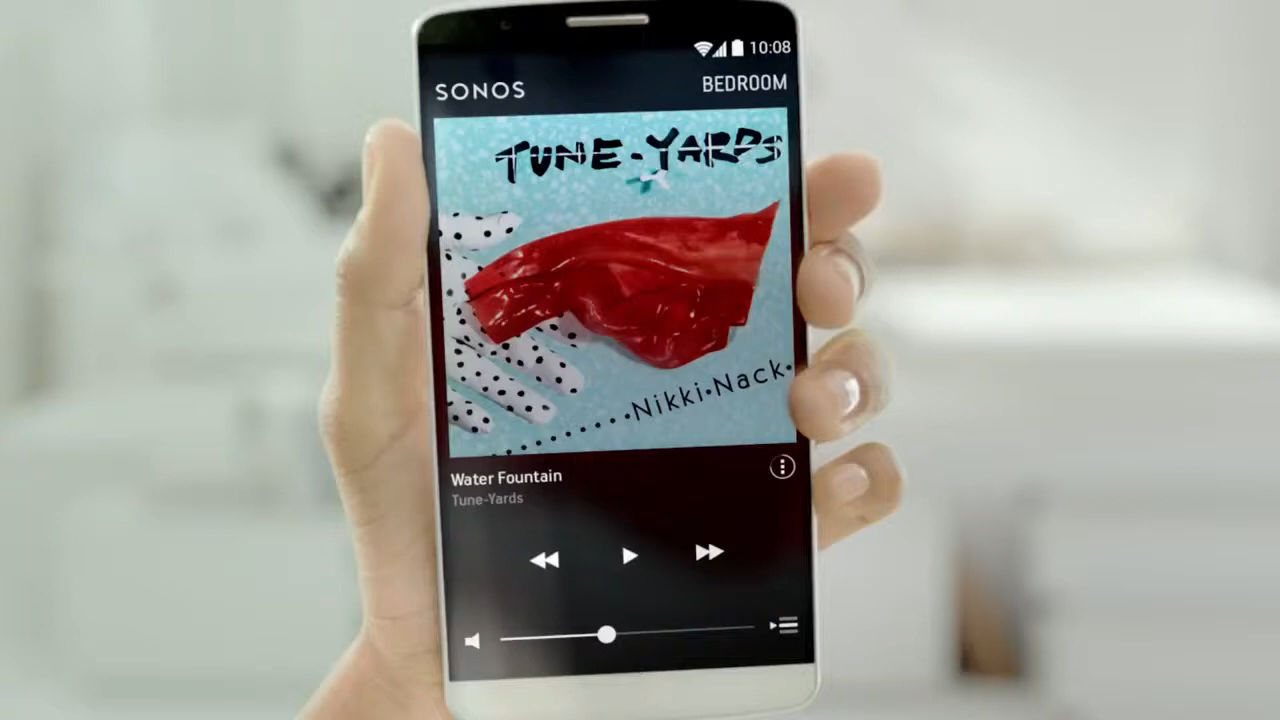 10:08
SONOS
BEDROOM
TUNE-YARDS
Nikki·Nack·
Water Fountain
Tune-Yards